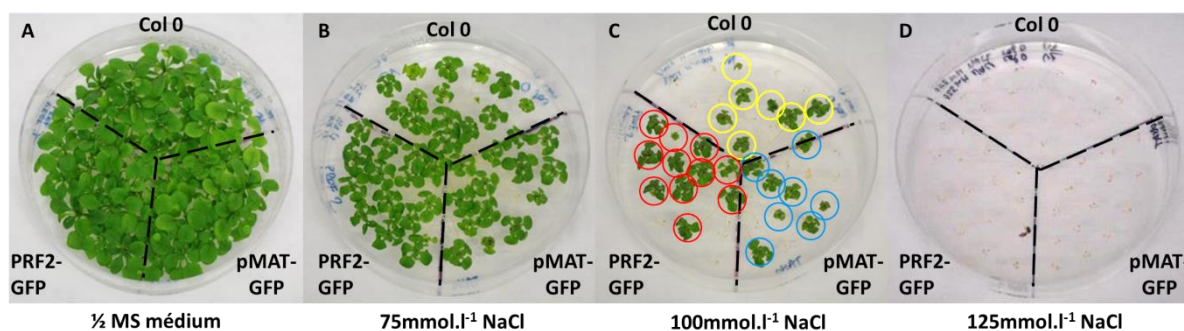 A
Col 0
PRF2-
GFP
pMAT-
GFP
½ MS médium
B
Col 0
PRF2-
GFP
pMAT-
GFP
75mmol.l⁻¹ NaCl
C
Col 0
PRF2-
GFP
pMAT-
GFP
100mmol.l⁻¹ NaCl
D
Col 0
PRF2-
GFP
pMAT-
GFP
125mmol.l⁻¹ NaCl